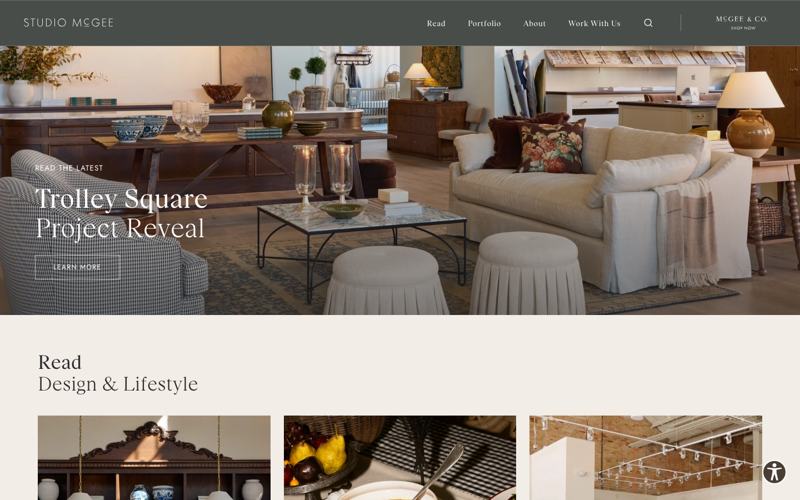 STUDIO McGEE
Read
Portfolio
About
Work With Us
McGEE & CO.
SHOP NOW
READ THE LATEST
Trolley Square
Project Reveal
LEARN MORE
Read
Design & Lifestyle